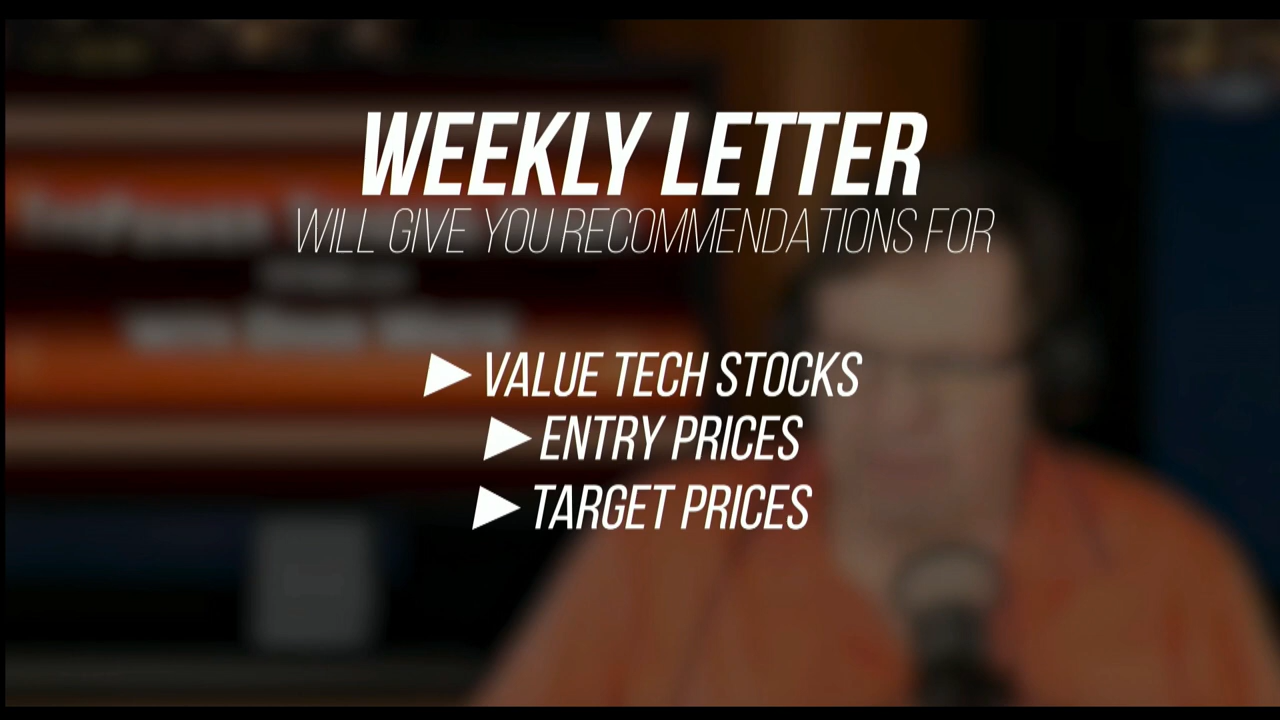 WEEKLY LETTER
WILL GIVE YOU RECOMMENDATIONS FOR
► VALUE TECH STOCKS
► ENTRY PRICES
► TARGET PRICES